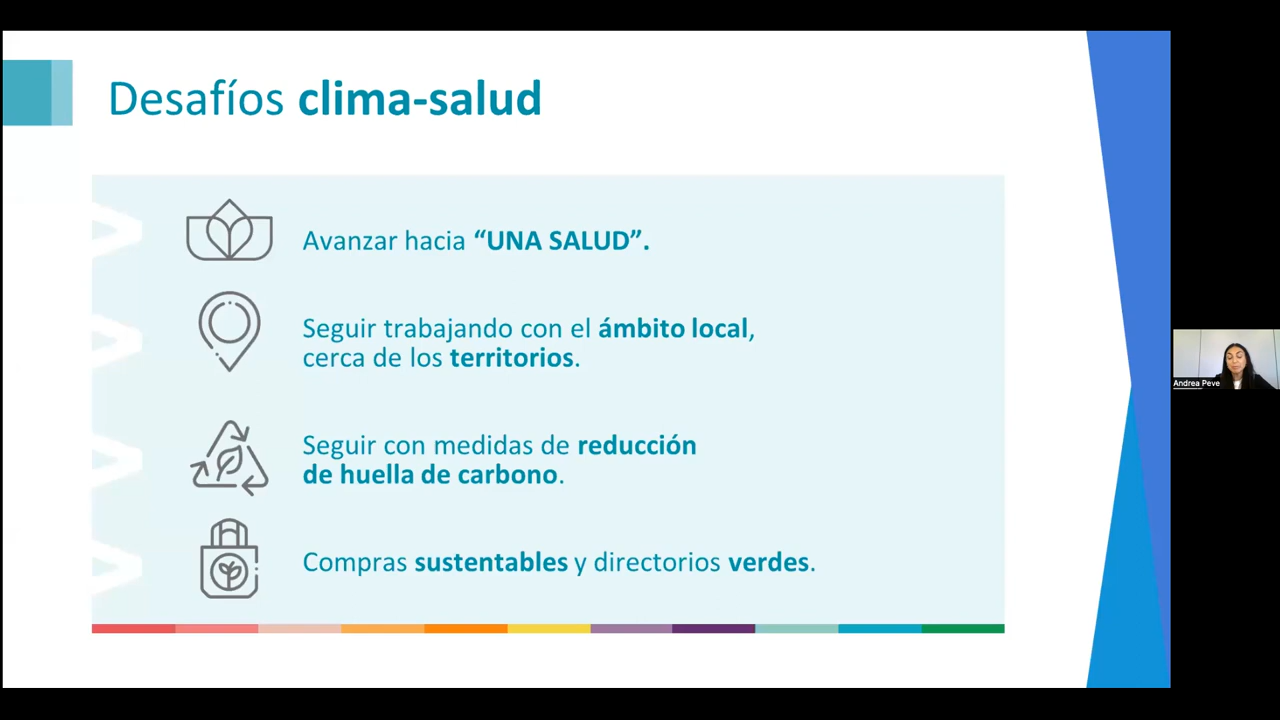 Desafíos clima-salud
Avanzar hacia “UNA SALUD”.
Seguir trabajando con el ámbito local,
cerca de los territorios.
Seguir con medidas de reducción
de huella de carbono.
Compras sustentables y directorios verdes.
Andrea Peve